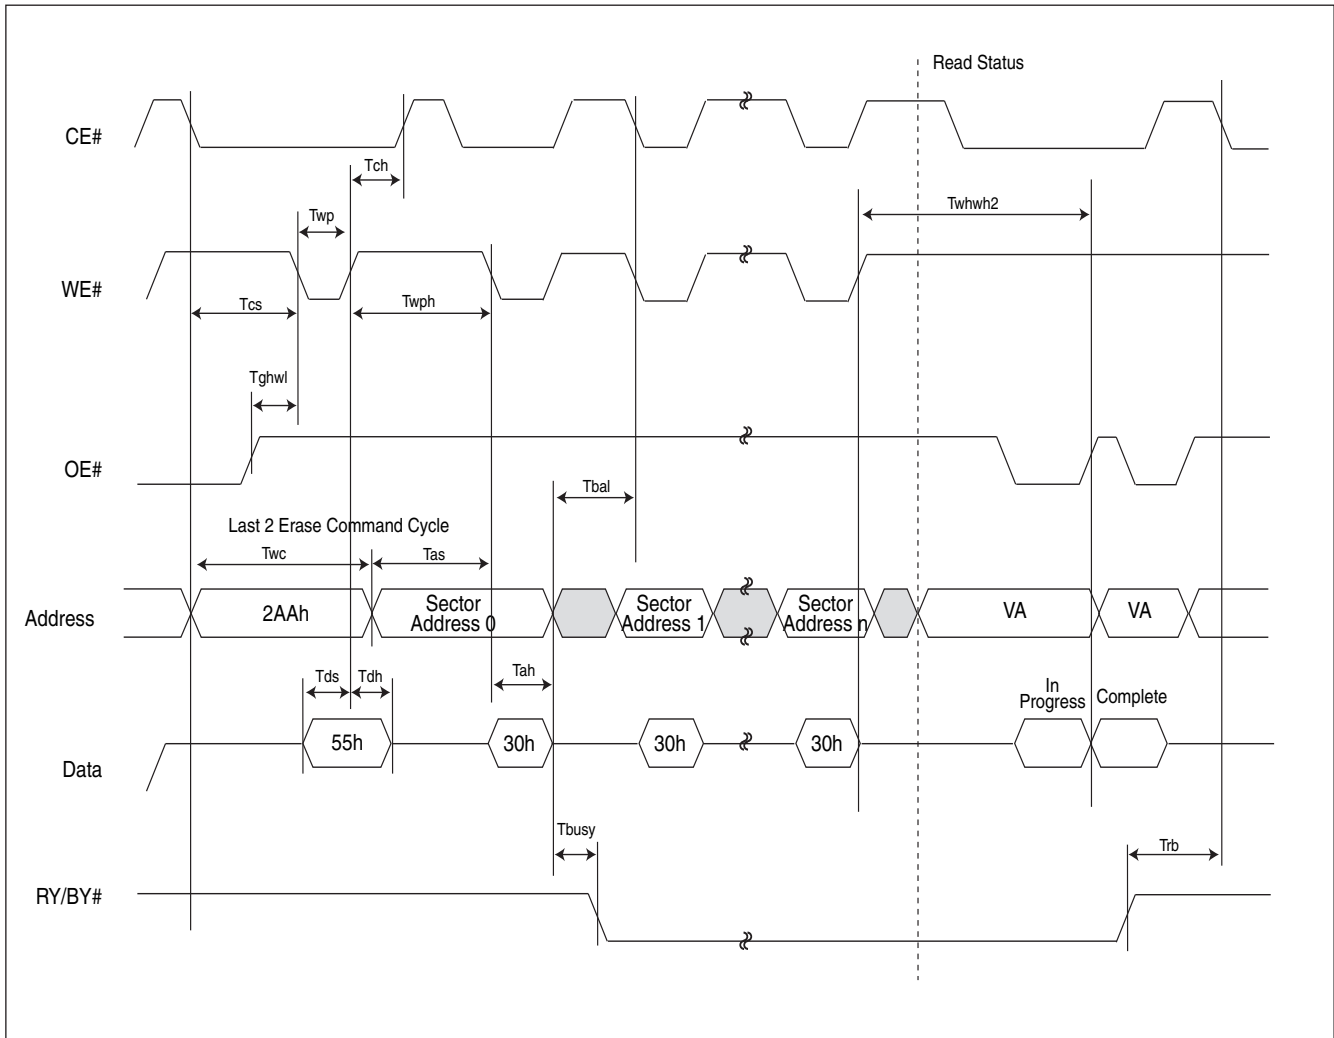 Read Status
CE#
Tch
Twhwh2
Twp
WE#
Tcs
Twph
Tghwl
OE#
Tbal
Last 2 Erase Command Cycle
Twc
Tas
Address
2AAh
Sector
Address 0
Sector
Address 1
Sector
Address n
VA
VA
Tds
Tdh
Tah
In
Progress
Complete
Data
55h
30h
30h
30h
Tbusy
Trb
RY/BY#